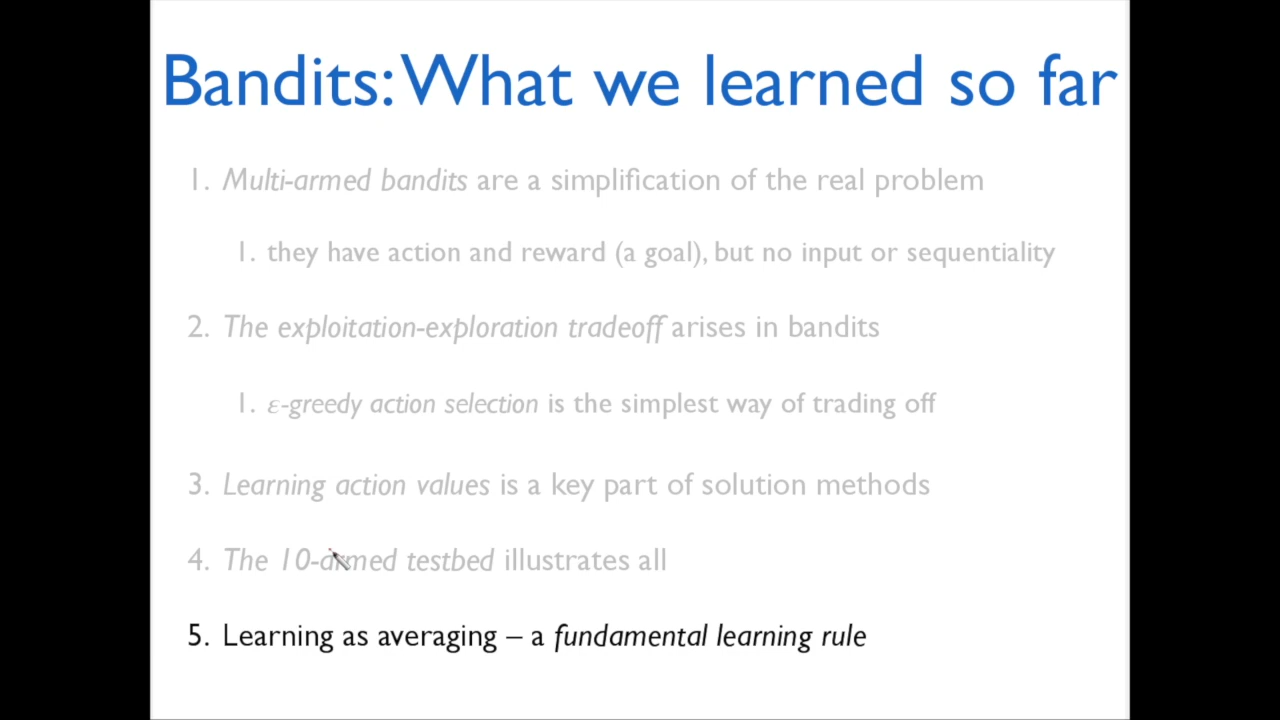 Bandits: What we learned so far
1. Multi-armed bandits are a simplification of the real problem
1. they have action and reward (a goal), but no input or sequentiality
2. The exploitation-exploration tradeoff arises in bandits
1. ε-greedy action selection is the simplest way of trading off
3. Learning action values is a key part of solution methods
4. The 10-armed testbed illustrates all
5. Learning as averaging – a fundamental learning rule